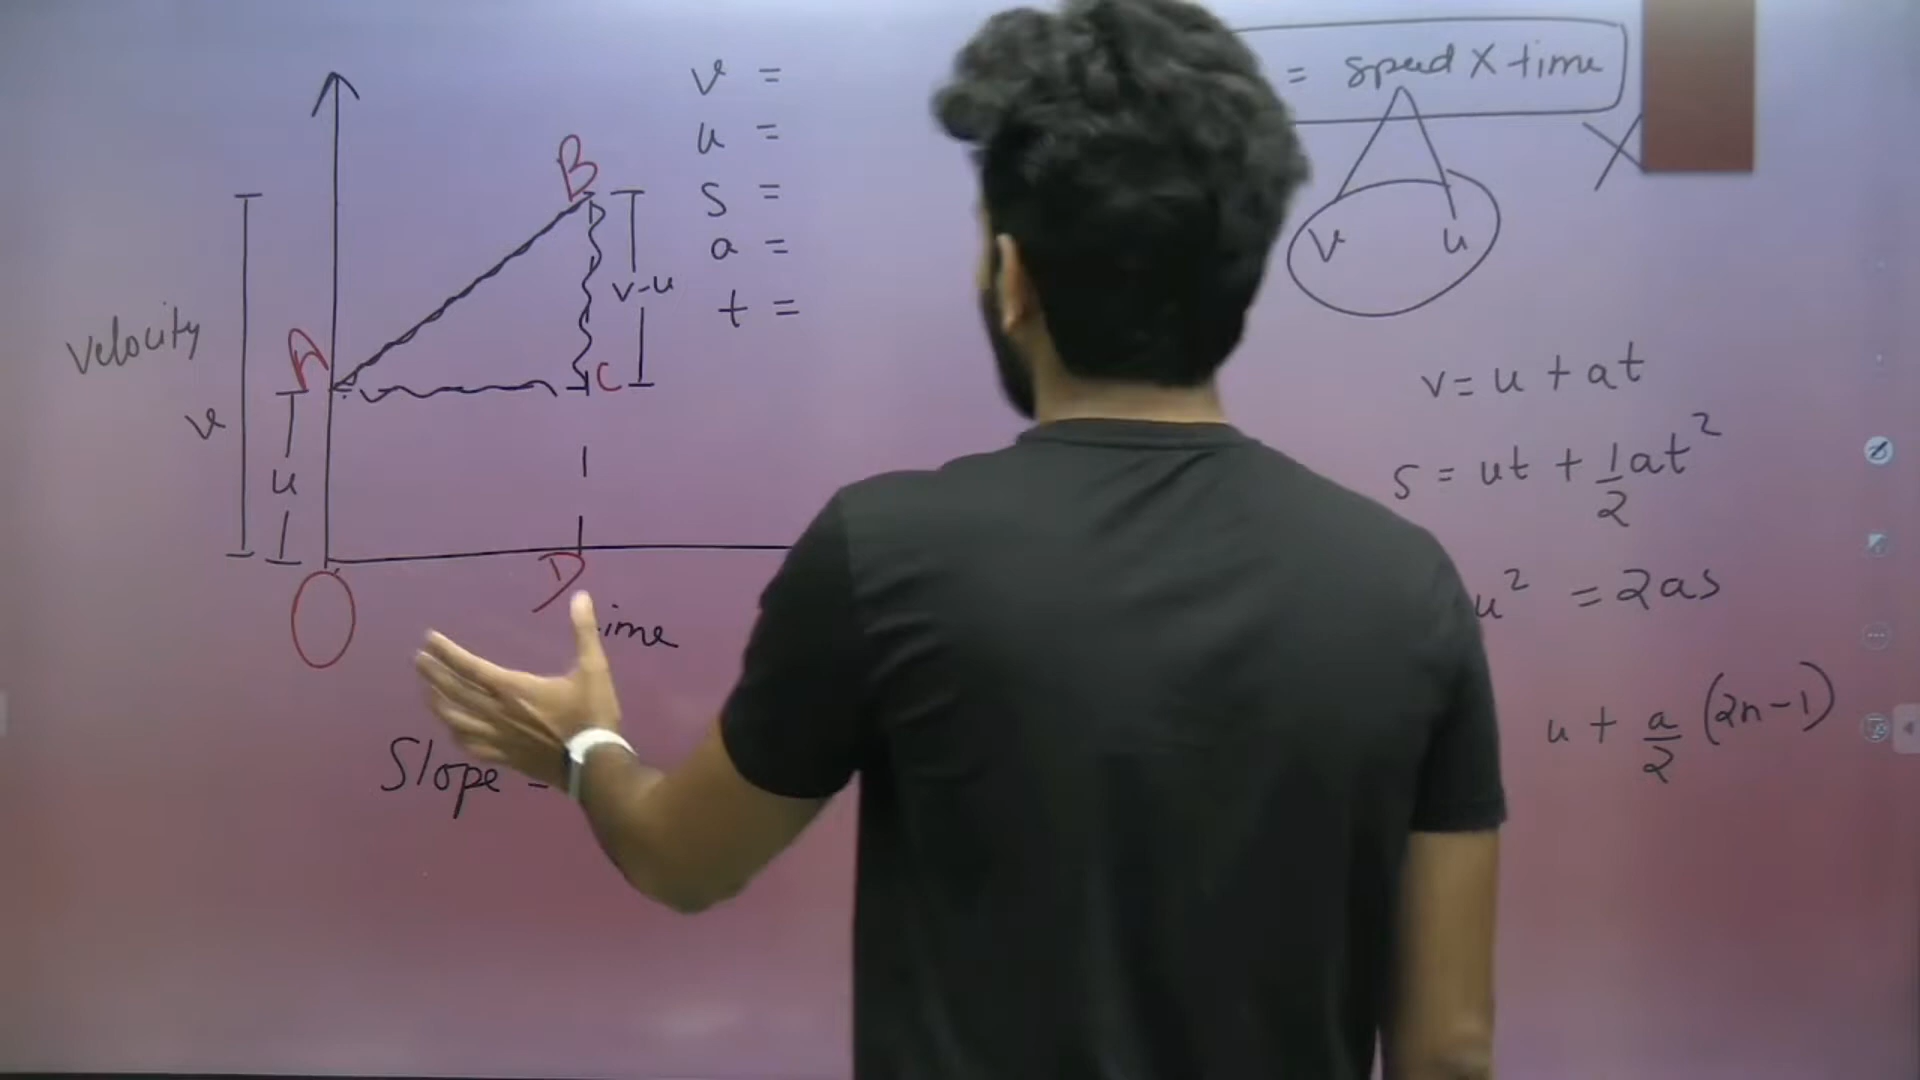 velocity
v
u
A
B
C
D
O
v-u
ime
Slope =
v =
u =
s =
a =
t =
= speed X time
v u
v = u + at
s = ut + 1/2 at²
u² = 2as
u + a/2 (2n-1)